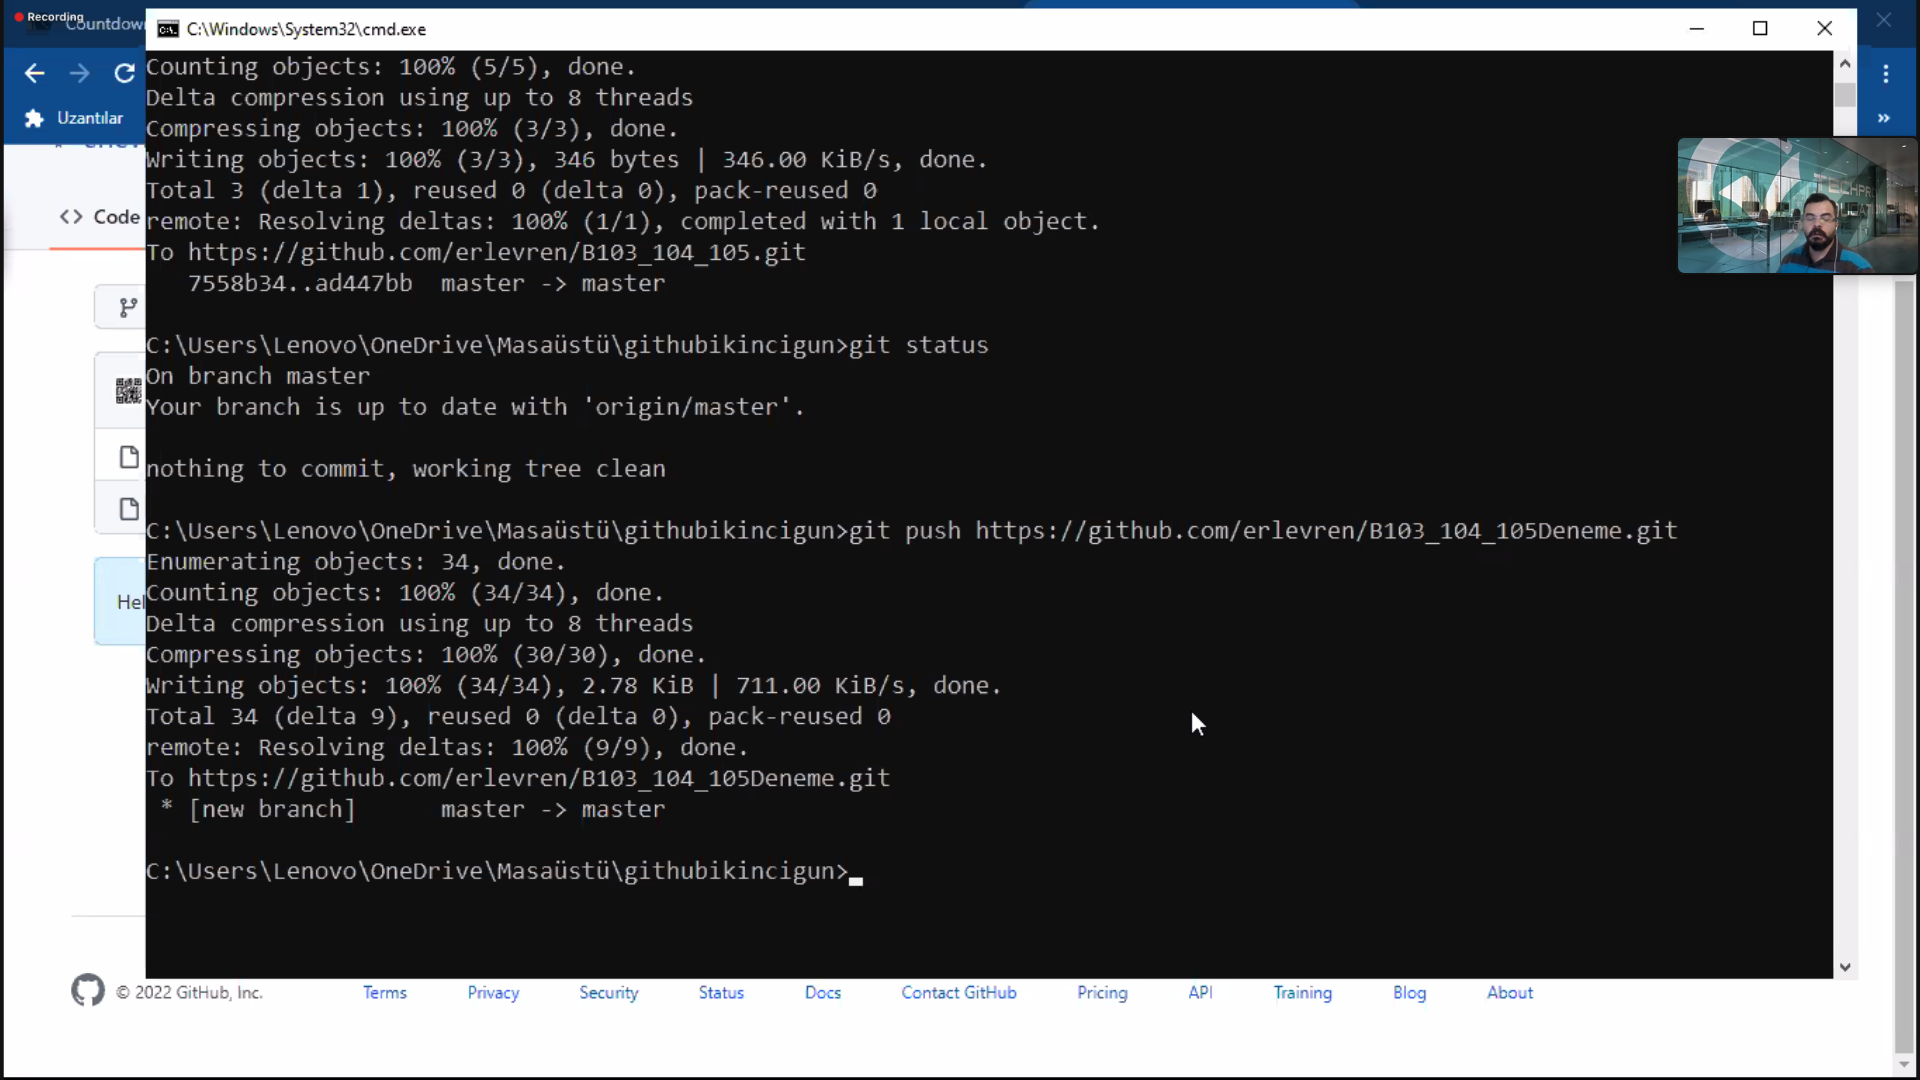 Recording
Countdown
C:\Windows\System32\cmd.exe
Uzantılar
Code
Hel
Counting objects: 100% (5/5), done.
Delta compression using up to 8 threads
Compressing objects: 100% (3/3), done.
Writing objects: 100% (3/3), 346 bytes | 346.00 KiB/s, done.
Total 3 (delta 1), reused 0 (delta 0), pack-reused 0
remote: Resolving deltas: 100% (1/1), completed with 1 local object.
To https://github.com/erlevren/B103_104_105.git
7558b34..ad447bb  master -> master
C:\Users\Lenovo\OneDrive\Masaüstü\githubikincigun>git status
On branch master
Your branch is up to date with 'origin/master'.
nothing to commit, working tree clean
C:\Users\Lenovo\OneDrive\Masaüstü\githubikincigun>git push https://github.com/erlevren/B103_104_105Deneme.git
Enumerating objects: 34, done.
Counting objects: 100% (34/34), done.
Delta compression using up to 8 threads
Compressing objects: 100% (30/30), done.
Writing objects: 100% (34/34), 2.78 KiB | 711.00 KiB/s, done.
Total 34 (delta 9), reused 0 (delta 0), pack-reused 0
remote: Resolving deltas: 100% (9/9), done.
To https://github.com/erlevren/B103_104_105Deneme.git
* [new branch]      master -> master
C:\Users\Lenovo\OneDrive\Masaüstü\githubikincigun>
TECHPRO
© 2022 GitHub, Inc. Terms Privacy Security Status Docs Contact GitHub Pricing API Training Blog About